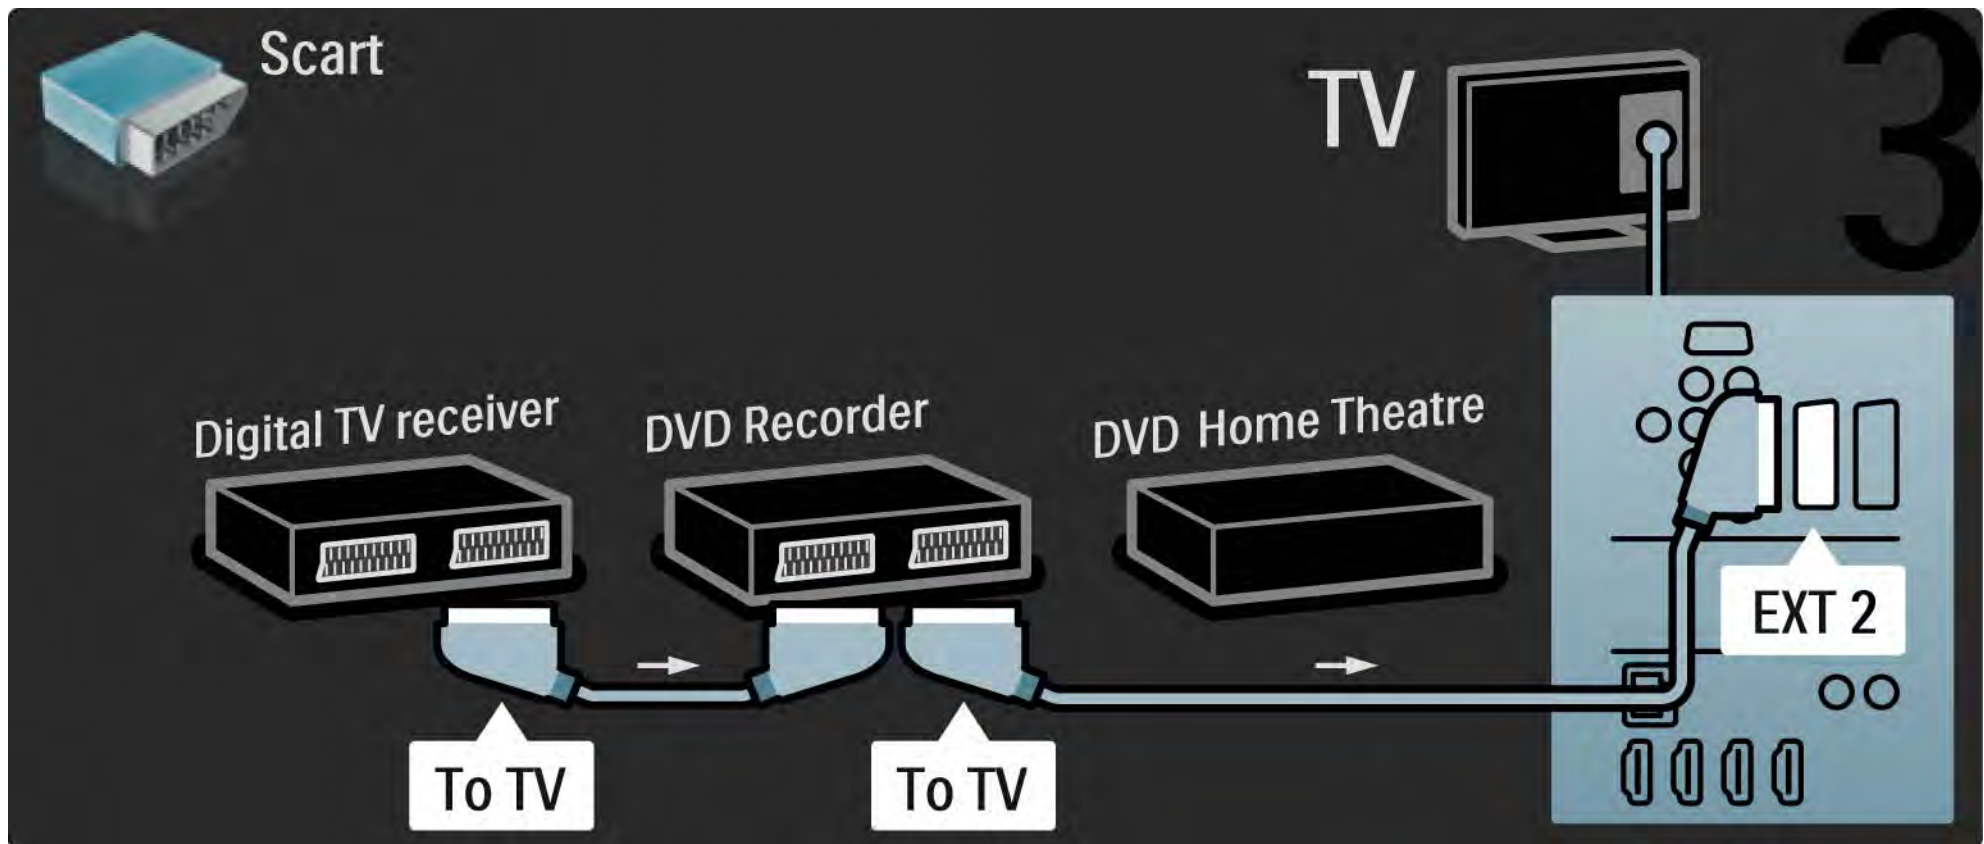 Scart
TV
3
Digital TV receiver
DVD Recorder
DVD Home Theatre
EXT 2
To TV
To TV